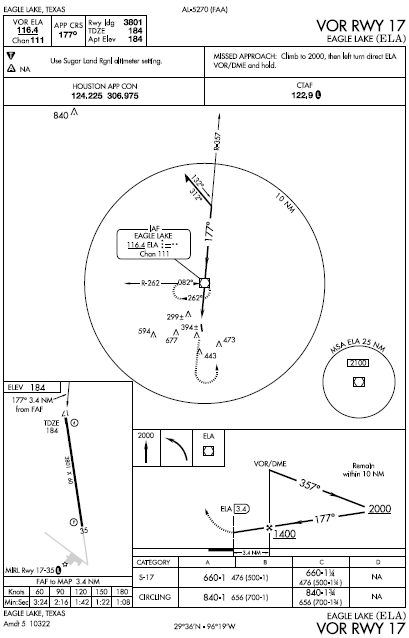 EAGLE LAKE, TEXAS
AL-5270 (FAA)
VOR ELA
116.4
Chan 111
APP CRS
177°
Rwy ldg 3801
TDZE 184
Apt Elev 184
VOR RWY 17
EAGLE LAKE (ELA)
NA
Use Sugar Land Rgnl altimeter setting.
MISSED APPROACH: Climb to 2000, then left turn direct ELA
VOR/DME and hold.
HOUSTON APP CON
124.225 306.975
CTAF
122.9
840
R-357
132°
312°
10 NM
177°
IAF
EAGLE LAKE
116.4 ELA
Chan 111
R-262
082°
262°
299±
394±
594
677
473
443
MSA ELA 25 NM
2100
ELEV 184
177° 3.4 NM
from FAF
17
TDZE
184
3801 X 60
35
MIRL Rwy 17-35
2000
ELA
VOR/DME
Remain
within 10 NM
357°
2000
177°
ELA 3.4
1400
3.4 NM
CATEGORY A B C D
S-17 660-1 476 (500-1) 660-1¼ 476 (500-1¼) NA
CIRCLING 840-1 656 (700-1) 840-1¾ 656 (700-1¾) NA
FAF to MAP 3.4 NM
Knots 60 90 120 150 180
Min:Sec 3:24 2:16 1:42 1:22 1:08
EAGLE LAKE, TEXAS
Amdt 5 10322
29°36'N - 96°19'W
EAGLE LAKE (ELA)
VOR RWY 17